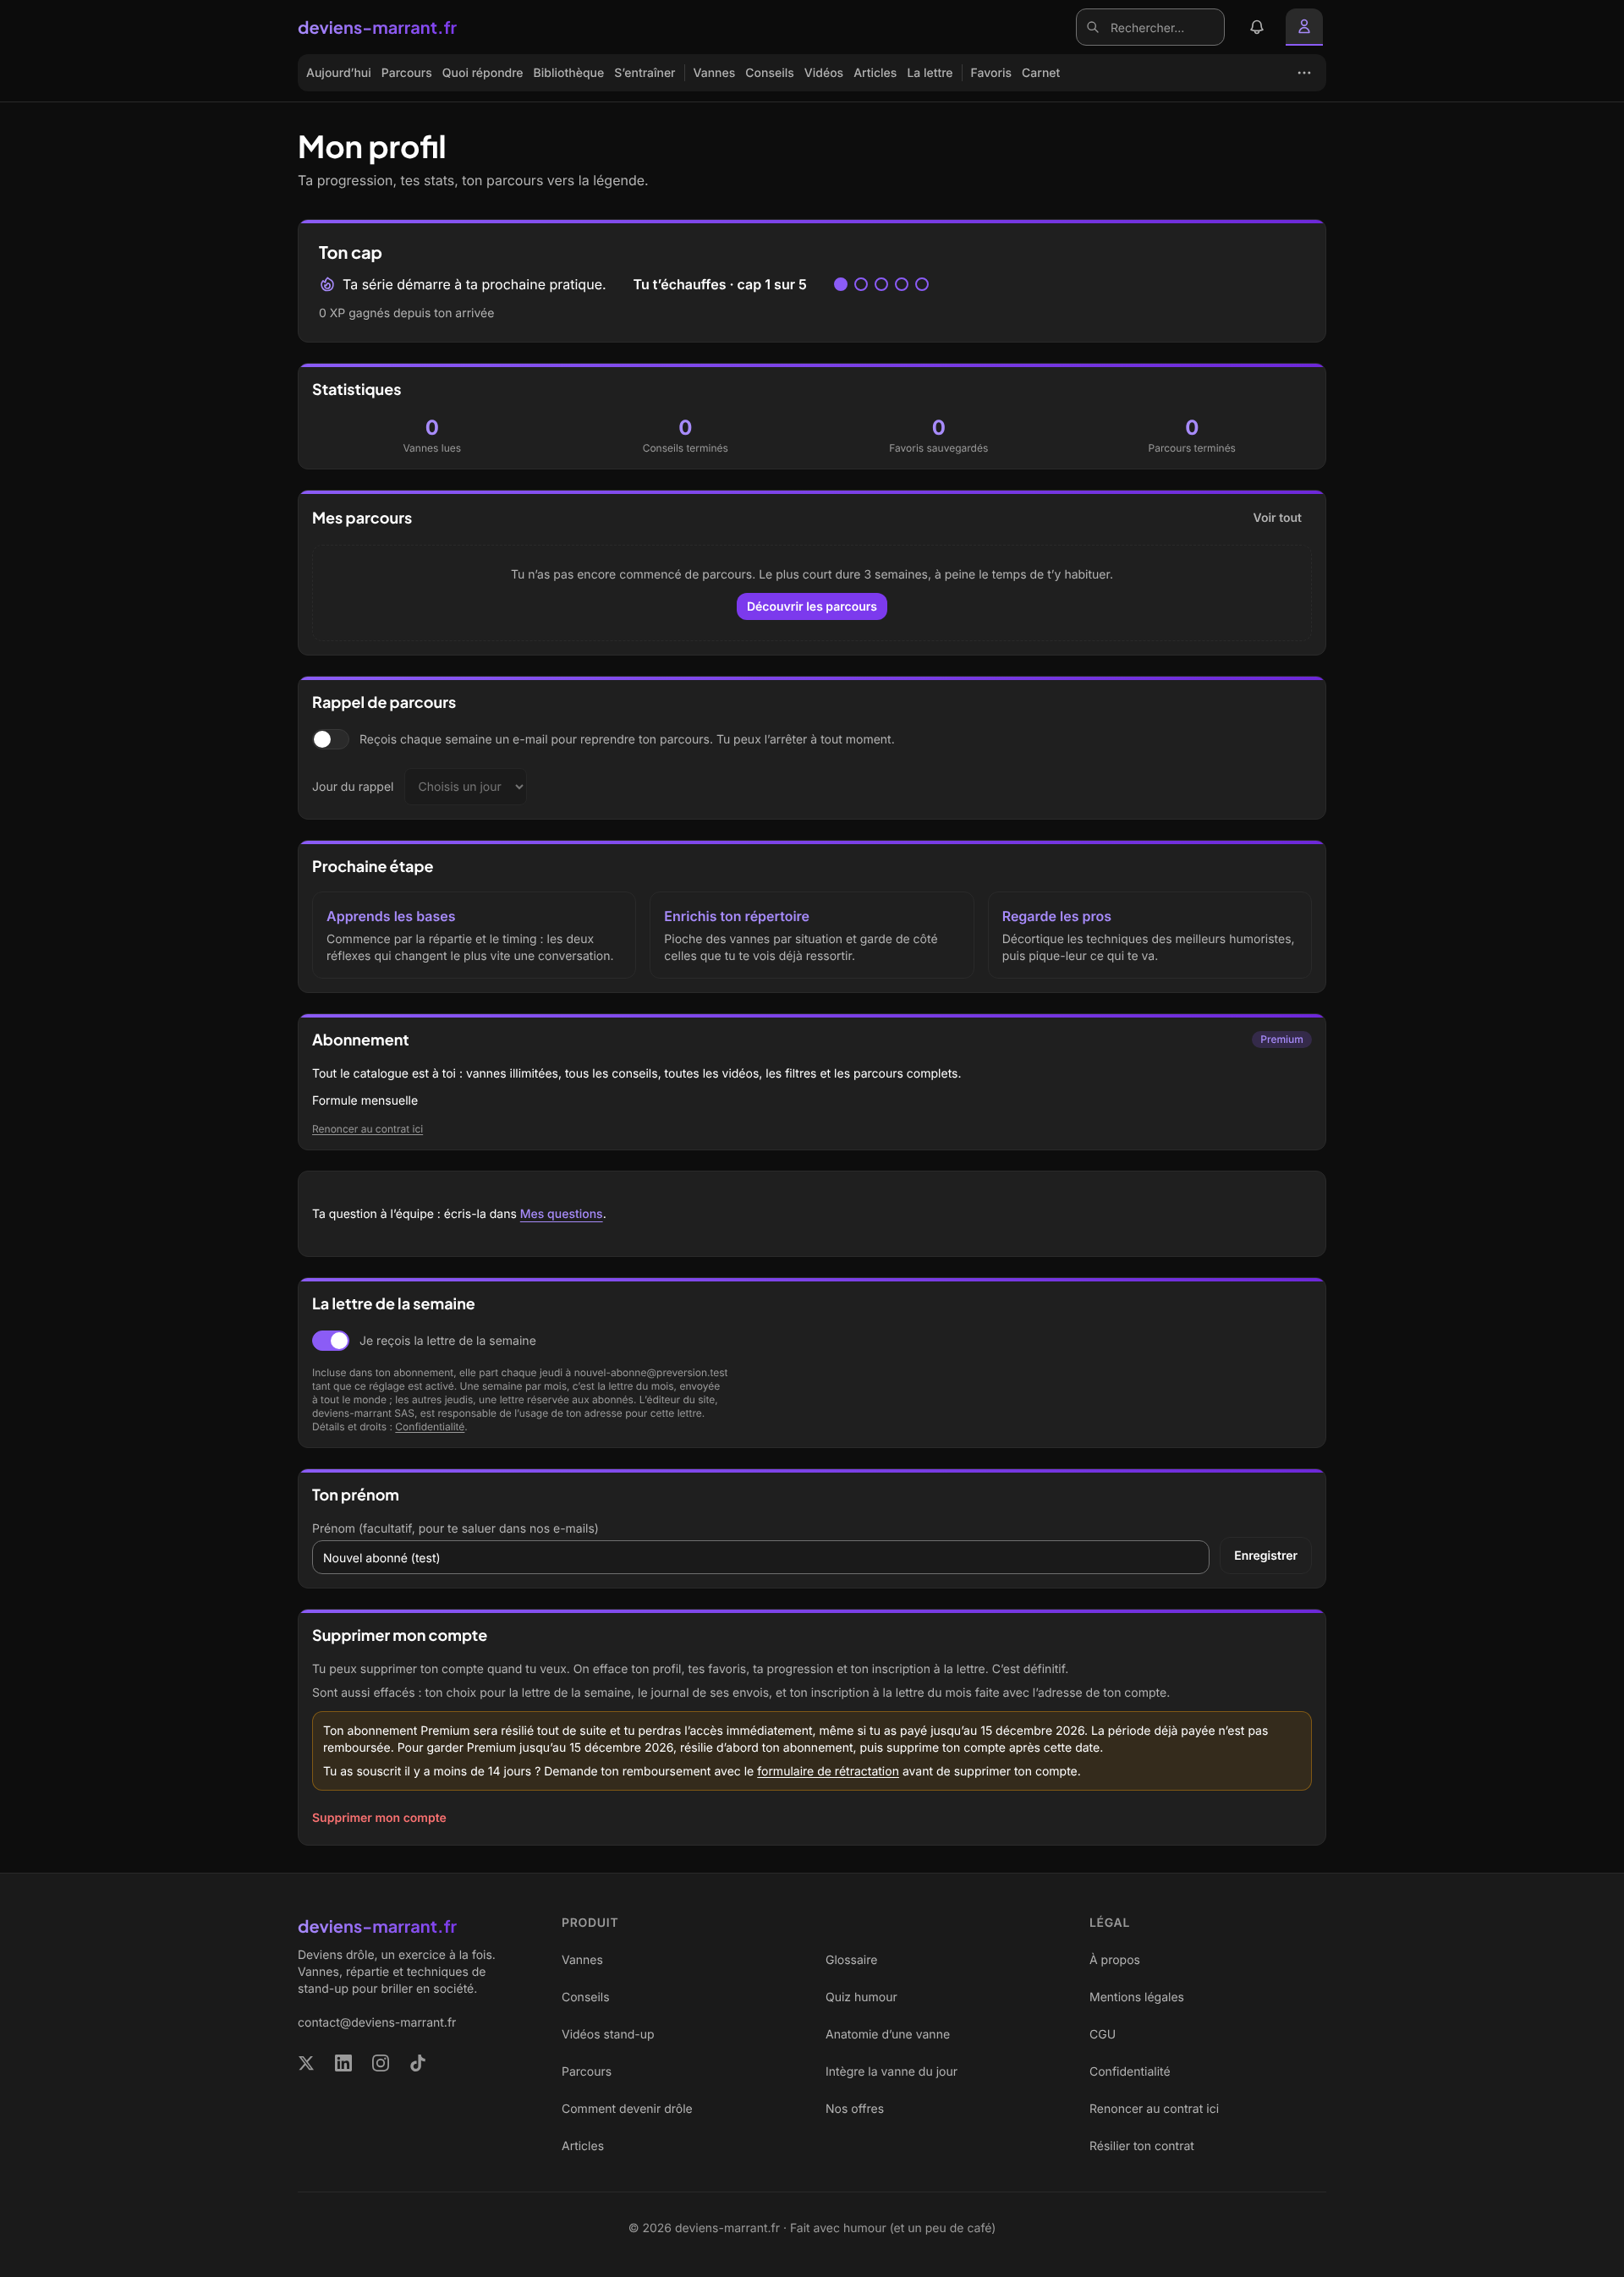 deviens-marrant.fr
Rechercher...
Aujourd’hui Parcours Quoi répondre Bibliothèque S’entraîner Vannes Conseils Vidéos Articles La lettre Favoris Carnet
Mon profil
Ta progression, tes stats, ton parcours vers la légende.
Ton cap
Ta série démarre à ta prochaine pratique. Tu t’échauffes · cap 1 sur 5
0 XP gagnés depuis ton arrivée
Statistiques
0 0 0 0
Vannes lues Conseils terminés Favoris sauvegardés Parcours terminés
Mes parcours Voir tout
Tu n’as pas encore commencé de parcours. Le plus court dure 3 semaines, à peine le temps de t’y habituer.
Découvrir les parcours
Rappel de parcours
Reçois chaque semaine un e-mail pour reprendre ton parcours. Tu peux l’arrêter à tout moment.
Jour du rappel Choisis un jour
Prochaine étape
Apprends les bases
Commence par la répartie et le timing : les deux
réflexes qui changent le plus vite une conversation.
Enrichis ton répertoire
Pioche des vannes par situation et garde de côté
celles que tu te vois déjà ressortir.
Regarde les pros
Décortique les techniques des meilleurs humoristes,
puis pique-leur ce qui te va.
Abonnement Premium
Tout le catalogue est à toi : vannes illimitées, tous les conseils, toutes les vidéos, les filtres et les parcours complets.
Formule mensuelle
Renoncer au contrat ici
Ta question à l’équipe : écris-la dans Mes questions.
La lettre de la semaine
Je reçois la lettre de la semaine
Incluse dans ton abonnement, elle part chaque jeudi à nouvel-abonne@preversion.test
tant que ce réglage est activé. Une semaine par mois, c’est la lettre du mois, envoyée
à tout le monde ; les autres jeudis, une lettre réservée aux abonnés. L’éditeur du site,
deviens-marrant SAS, est responsable de l’usage de ton adresse pour cette lettre.
Détails et droits : Confidentialité.
Ton prénom
Prénom (facultatif, pour te saluer dans nos e-mails)
Nouvel abonné (test) Enregistrer
Supprimer mon compte
Tu peux supprimer ton compte quand tu veux. On efface ton profil, tes favoris, ta progression et ton inscription à la lettre. C’est définitif.
Sont aussi effacés : ton choix pour la lettre de la semaine, le journal de ses envois, et ton inscription à la lettre du mois faite avec l’adresse de ton compte.
Ton abonnement Premium sera résilié tout de suite et tu perdras l’accès immédiatement, même si tu as payé jusqu’au 15 décembre 2026. La période déjà payée n’est pas
remboursée. Pour garder Premium jusqu’au 15 décembre 2026, résilie d’abord ton abonnement, puis supprime ton compte après cette date.
Tu as souscrit il y a moins de 14 jours ? Demande ton remboursement avec le formulaire de rétractation avant de supprimer ton compte.
Supprimer mon compte
deviens-marrant.fr
Deviens drôle, un exercice à la fois.
Vannes, répartie et techniques de
stand-up pour briller en société.
contact@deviens-marrant.fr
PRODUIT
Vannes
Conseils
Vidéos stand-up
Parcours
Comment devenir drôle
Articles
Glossaire
Quiz humour
Anatomie d’une vanne
Intègre la vanne du jour
Nos offres
LÉGAL
À propos
Mentions légales
CGU
Confidentialité
Renoncer au contrat ici
Résilier ton contrat
© 2026 deviens-marrant.fr · Fait avec humour (et un peu de café)